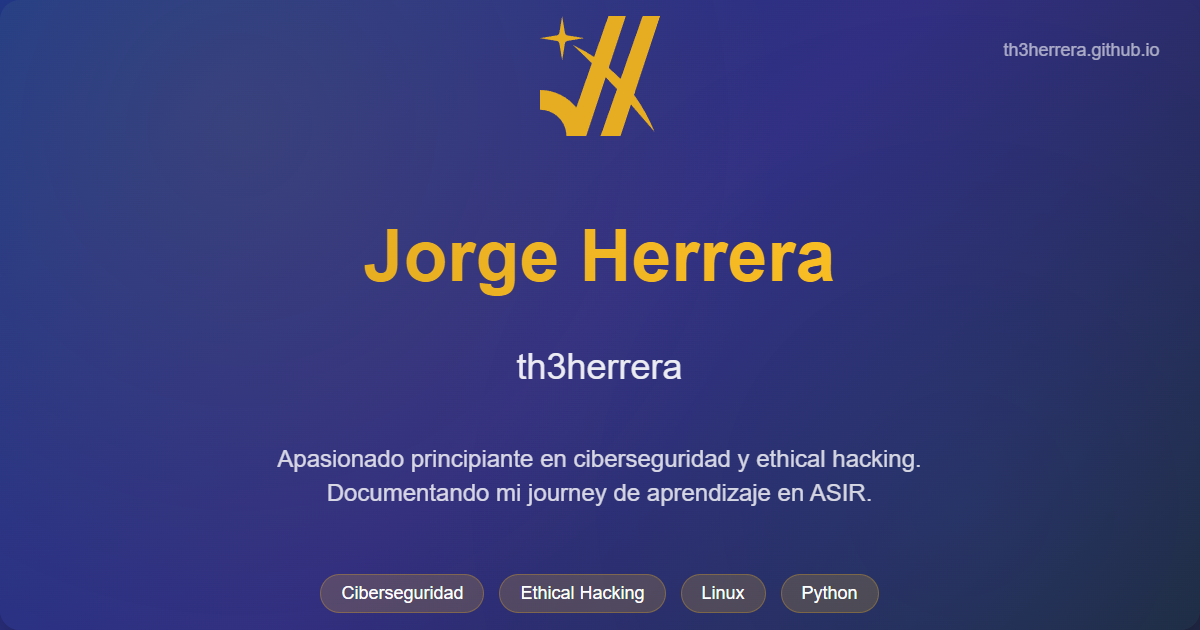 th3herrera.github.io
Jorge Herrera
th3herrera
Apasionado principiante en ciberseguridad y ethical hacking.
Documentando mi journey de aprendizaje en ASIR.
Ciberseguridad
Ethical Hacking
Linux
Python